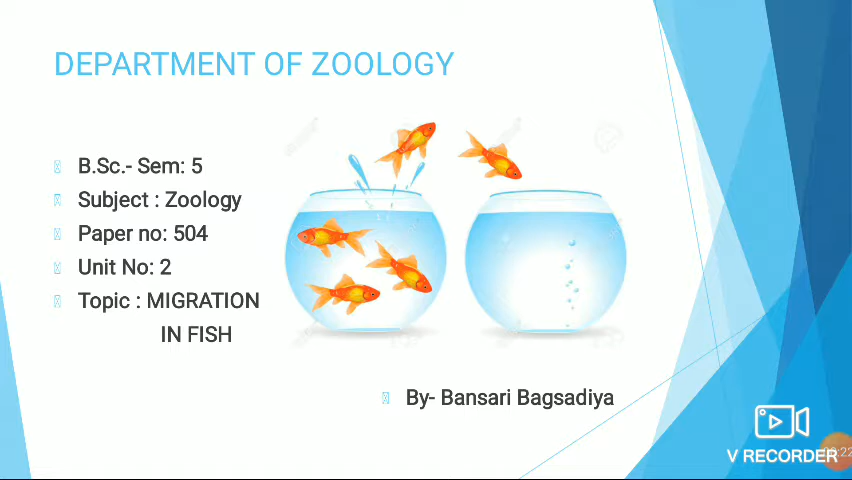 DEPARTMENT OF ZOOLOGY
B.Sc.- Sem: 5
Subject : Zoology
Paper no: 504
Unit No: 2
Topic : MIGRATION
IN FISH
By- Bansari Bagsadiya
V RECORDER